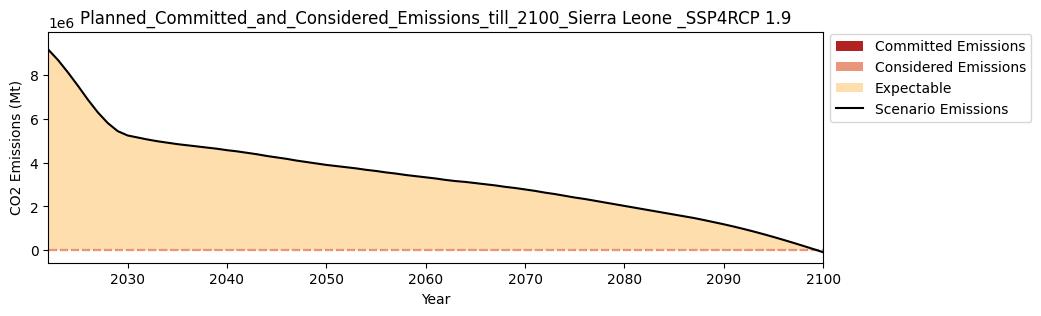 Planned_Committed_and_Considered_Emissions_till_2100_Sierra Leone _SSP4RCP 1.9
1e6
CO2 Emissions (Mt)
8
6
4
2
0
2030 2040 2050 2060 2070 2080 2090 2100
Year
Committed Emissions
Considered Emissions
Expectable
Scenario Emissions